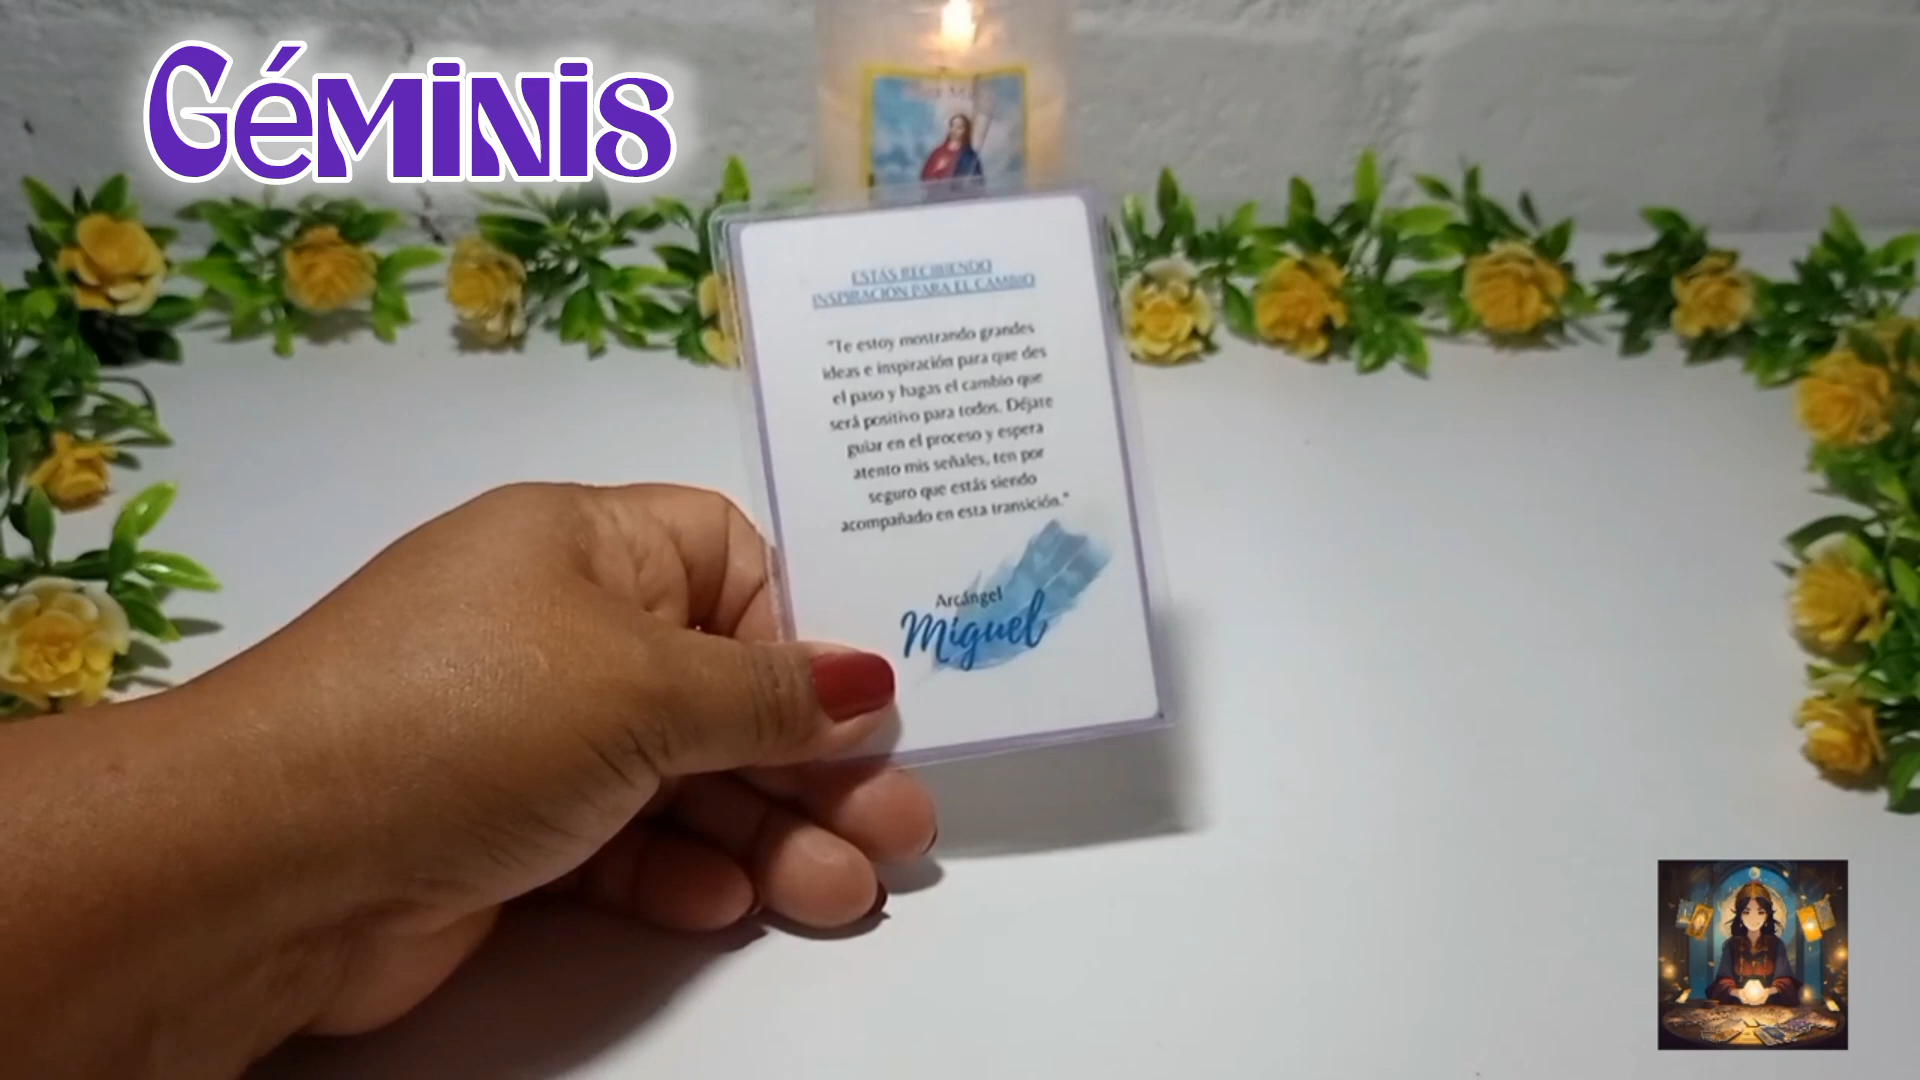 Géminis
ESTÁS RECIBIENDO
INSPIRACIÓN PARA EL CAMBIO
"Te estoy mostrando grandes
ideas e inspiración para que des
el paso y hagas el cambio que
será positivo para todos. Déjate
guiar en el proceso y espera
atento mis señales, ten por
seguro que estás siendo
acompañado en esta transición."
Arcángel
Miguel